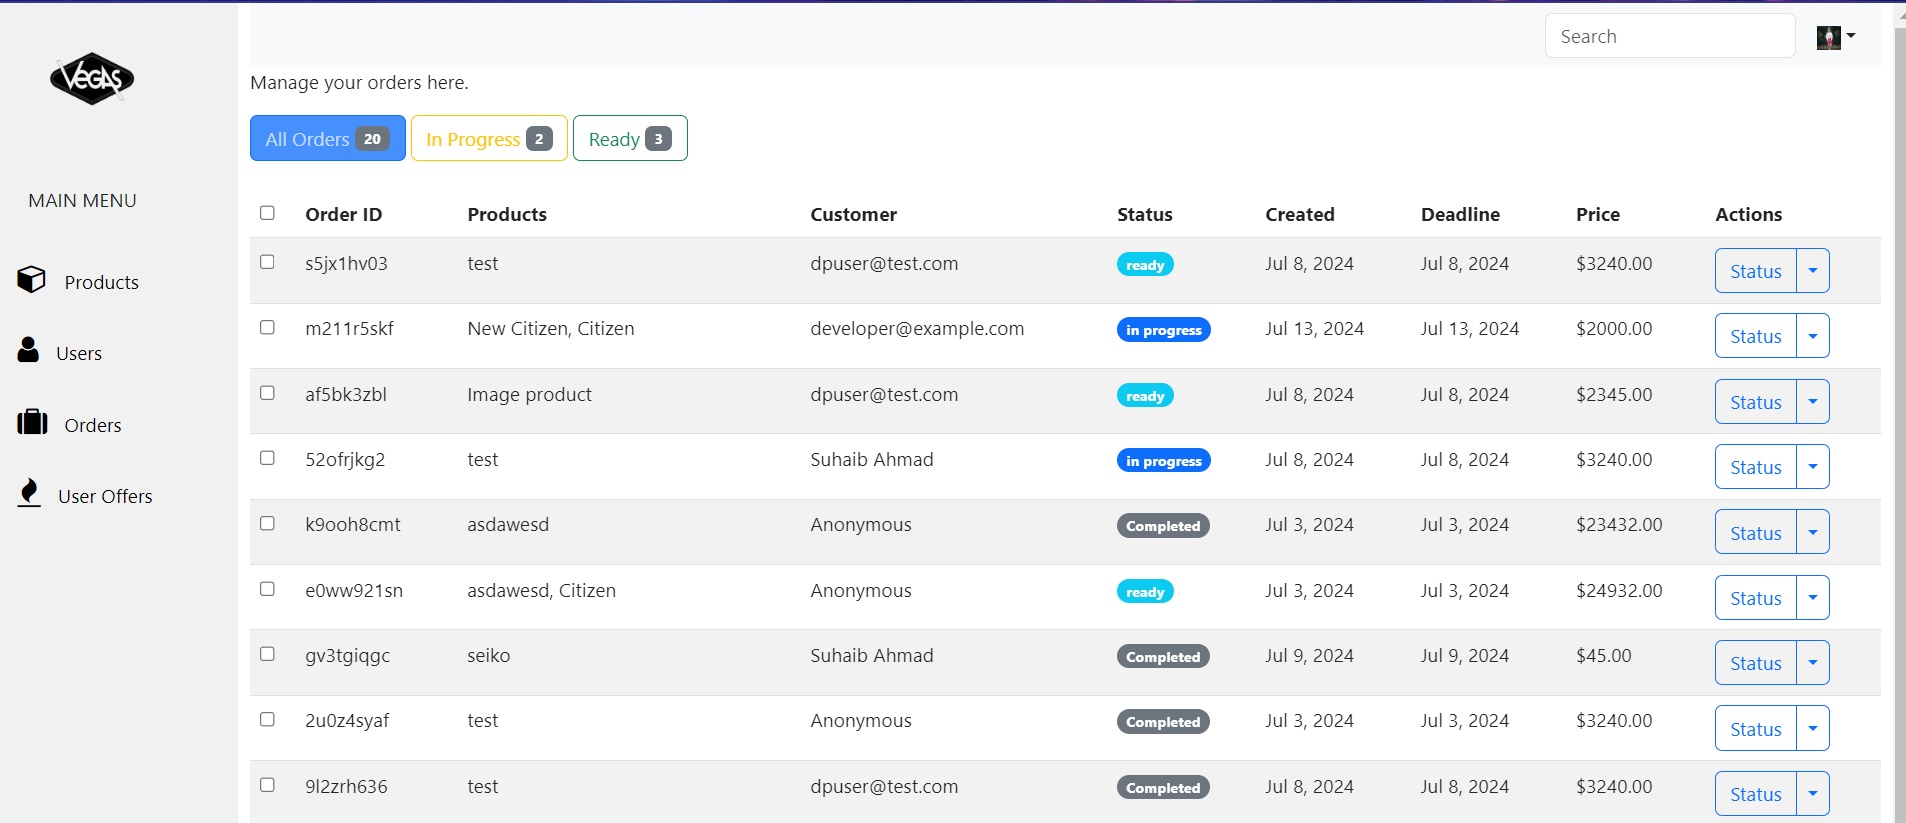 VEGAS
Search
Manage your orders here.
All Orders 20 In Progress 2 Ready 3
MAIN MENU
Products
Users
Orders
User Offers
Order ID Products Customer Status Created Deadline Price Actions
s5jx1hv03 test dpuser@test.com ready Jul 8, 2024 Jul 8, 2024 $3240.00 Status
m211r5skf New Citizen, Citizen developer@example.com in progress Jul 13, 2024 Jul 13, 2024 $2000.00 Status
af5bk3zbl Image product dpuser@test.com ready Jul 8, 2024 Jul 8, 2024 $2345.00 Status
52ofrjkg2 test Suhaib Ahmad in progress Jul 8, 2024 Jul 8, 2024 $3240.00 Status
k9ooh8cmt asdawesd Anonymous Completed Jul 3, 2024 Jul 3, 2024 $23432.00 Status
e0ww921sn asdawesd, Citizen Anonymous ready Jul 3, 2024 Jul 3, 2024 $24932.00 Status
gv3tgiqgc seiko Suhaib Ahmad Completed Jul 9, 2024 Jul 9, 2024 $45.00 Status
2u0z4syaf test Anonymous Completed Jul 3, 2024 Jul 3, 2024 $3240.00 Status
9l2zrh636 test dpuser@test.com Completed Jul 8, 2024 Jul 8, 2024 $3240.00 Status